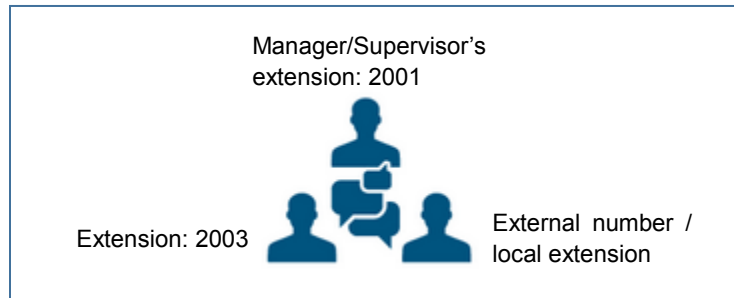 Manager/Supervisor’s
extension: 2001
Extension: 2003
External number /
local extension